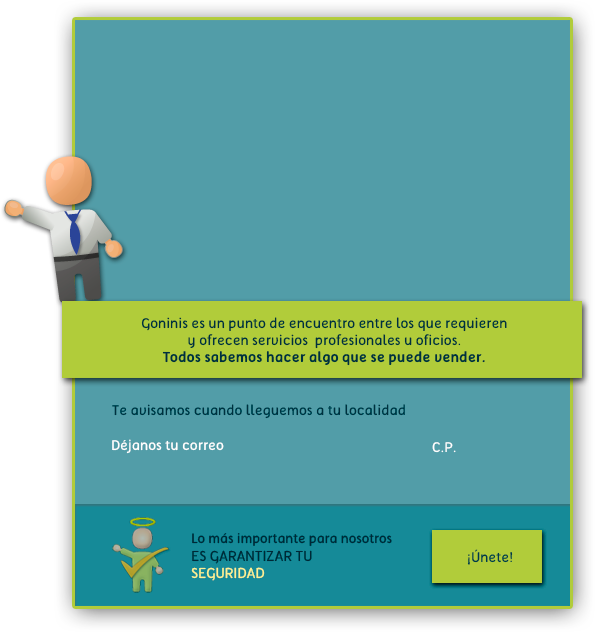 Goninis es un punto de encuentro entre los que requieren
y ofrecen servicios profesionales u oficios.
Todos sabemos hacer algo que se puede vender.
Te avisamos cuando lleguemos a tu localidad
Déjanos tu correo
C.P.
Lo más importante para nosotros
ES GARANTIZAR TU
SEGURIDAD
¡Únete!